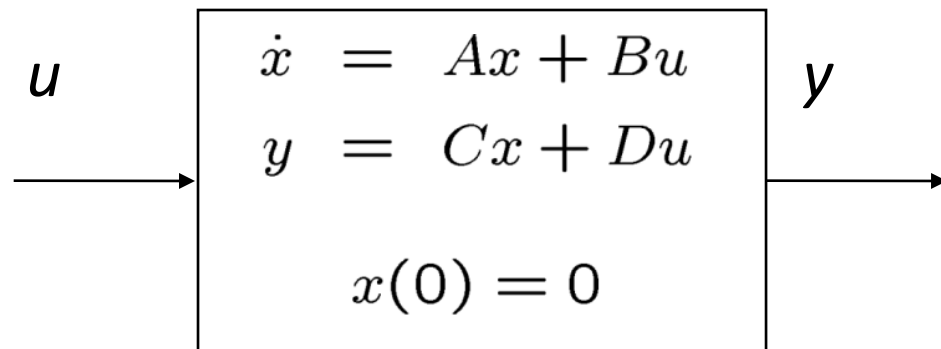 u
ẋ = Ax + Bu
y = Cx + Du
x(0) = 0
y